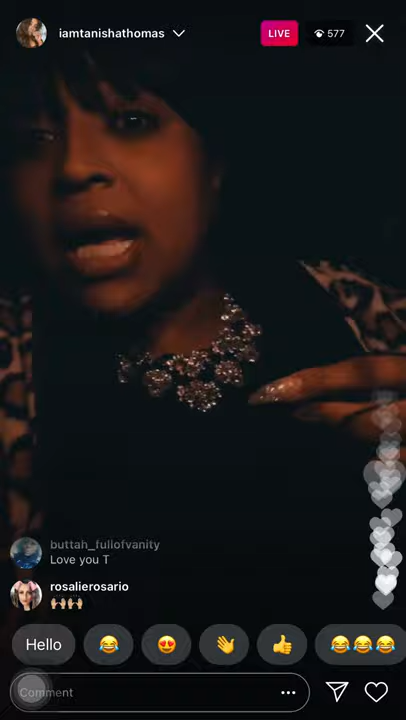 iamtanishathomas
LIVE
577
buttah_fullofvanity
Love you T
rosalierosario
🙌🏼🙌🏼🙌🏼
Hello 😂 😍 👋 👍 😂😂😂
Comment